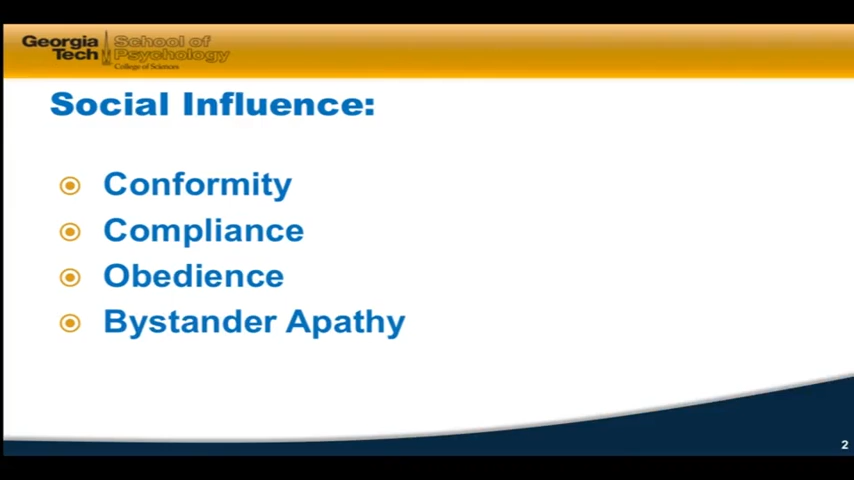 Georgia Tech
School of Psychology
College of Sciences
Social Influence:
Conformity
Compliance
Obedience
Bystander Apathy
2